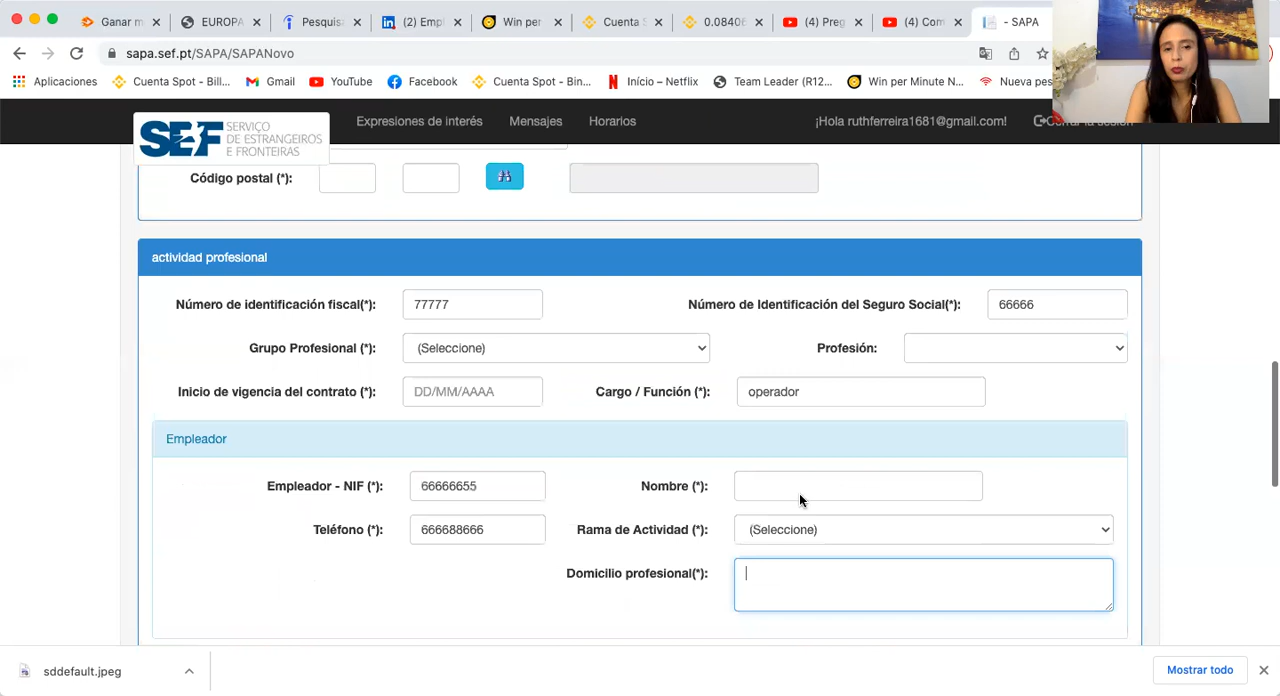 Ganar m
EUROPA
Pesquisa
(2) Empl
Win per
Cuenta S
0.08406
(4) Preg
(4) Com
- SAPA
sapa.sef.pt/SAPA/SAPANovo
Aplicaciones
Cuenta Spot - Bill...
Gmail
YouTube
Facebook
Cuenta Spot - Bin...
Início – Netflix
Team Leader (R12...
Win per Minute N...
Nueva pes
SEF SERVIÇO
DE ESTRANGEIROS
E FRONTEIRAS
Expresiones de interés
Mensajes
Horarios
¡Hola ruthferreira1681@gmail.com!
Cerrar la sesión
Código postal (*):
actividad profesional
Número de identificación fiscal(*): 77777
Número de Identificación del Seguro Social(*): 66666
Grupo Profesional (*): (Seleccione)
Profesión:
Inicio de vigencia del contrato (*): DD/MM/AAAA
Cargo / Función (*): operador
Empleador
Empleador - NIF (*): 66666655
Nombre (*):
Teléfono (*): 666688666
Rama de Actividad (*): (Seleccione)
Domicilio profesional(*):
sddefault.jpeg
Mostrar todo